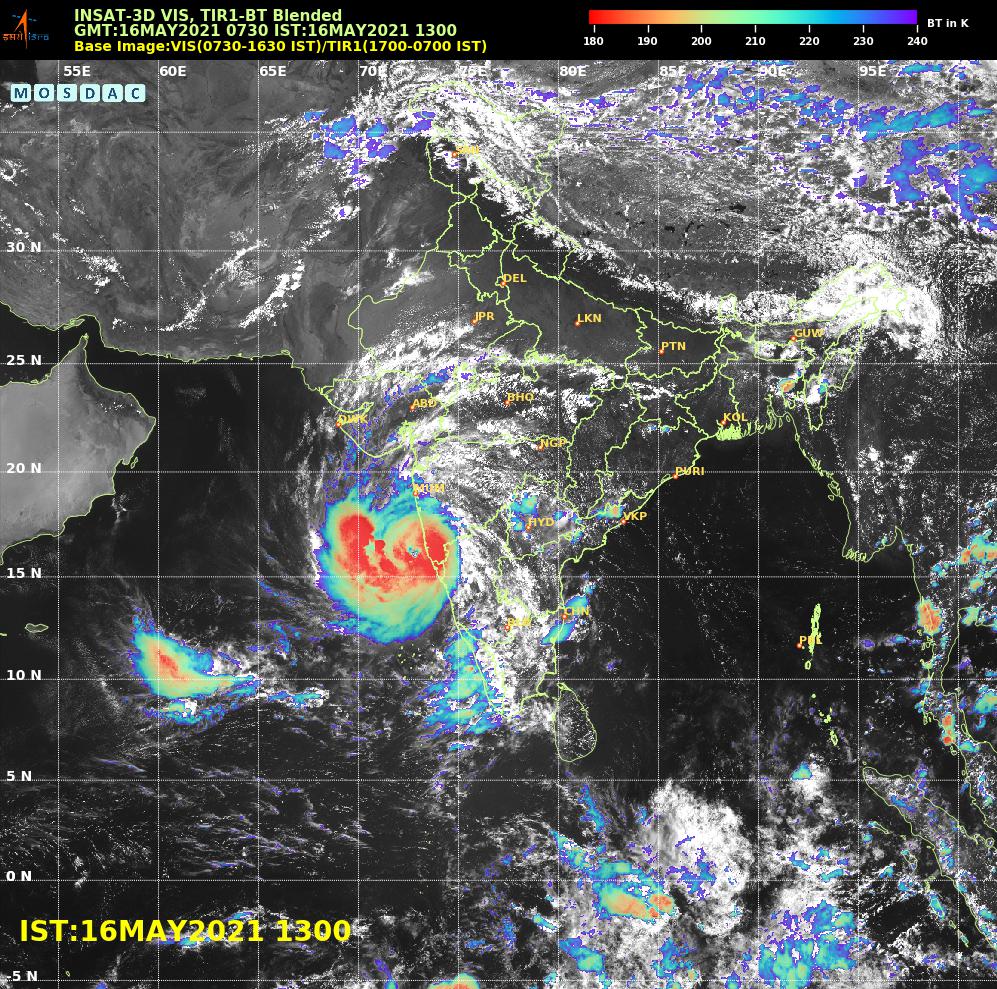 INSAT-3D VIS, TIR1-BT Blended
GMT:16MAY2021 0730 IST:16MAY2021 1300
Base Image:VIS(0730-1630 IST)/TIR1(1700-0700 IST)
BT in K
180 190 200 210 220 230 240
55E 60E 65E 70E 75E 80E 85E 90E 95E
M O S D A C
30 N
DEL
JPR
LKN
GUW
PTN
25 N
ABD
BHO
DWK
KOL
NGP
20 N
PURI
MUM
VKP
HYD
15 N
CHN
10 N
5 N
0 N
IST:16MAY2021 1300
-5 N